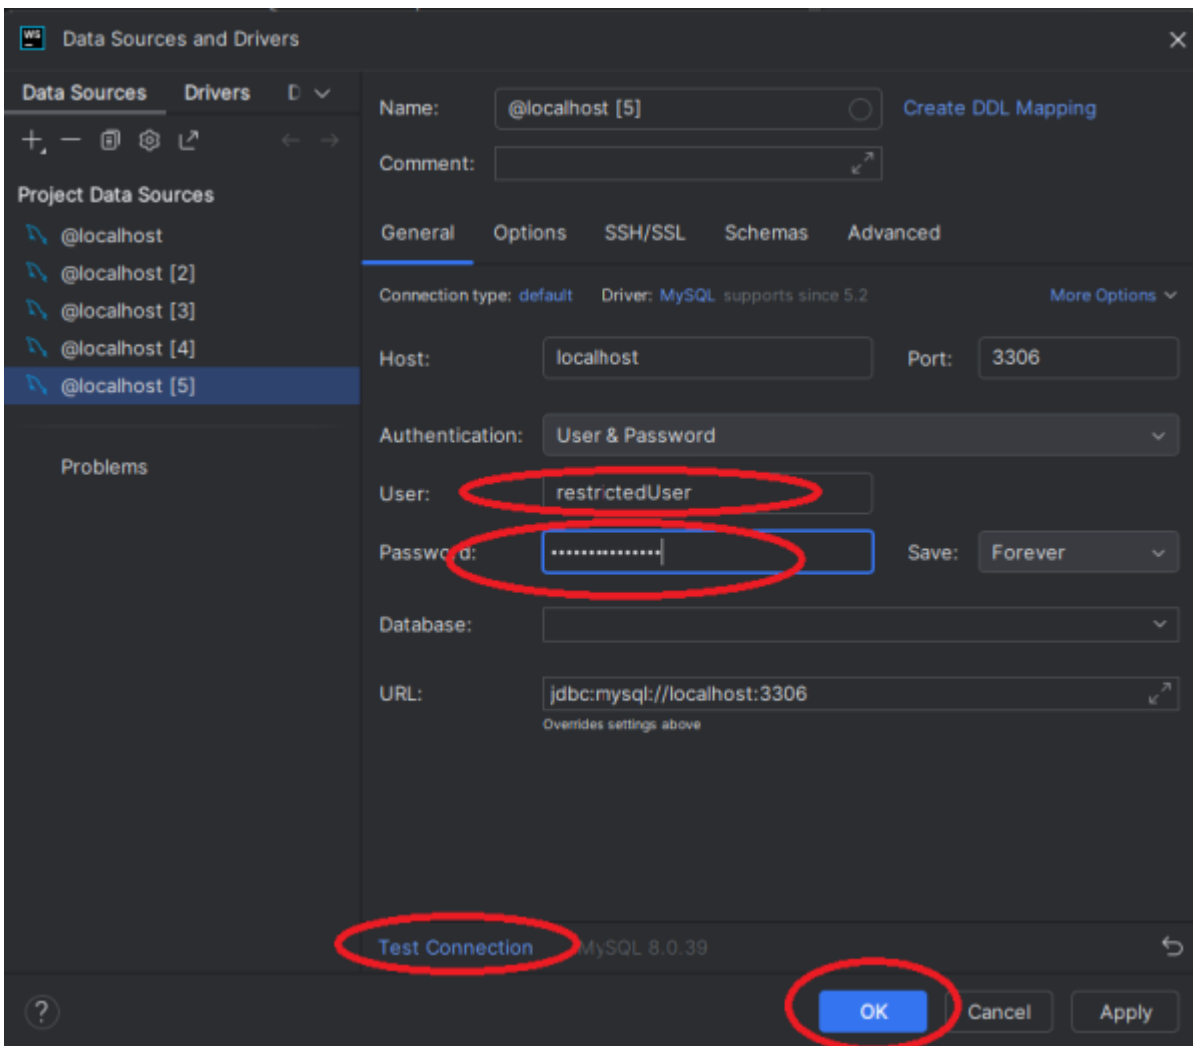 WS
Data Sources and Drivers
Data Sources Drivers D
Project Data Sources
@localhost
@localhost [2]
@localhost [3]
@localhost [4]
@localhost [5]
Problems
Name: @localhost [5] Create DDL Mapping
Comment:
General Options SSH/SSL Schemas Advanced
Connection type: default Driver: MySQL supports since 5.2 More Options
Host: localhost Port: 3306
Authentication: User & Password
User: restrictedUser
Password: ••••••••••••••• Save: Forever
Database:
URL: jdbc:mysql://localhost:3306
Overrides settings above
Test Connection MySQL 8.0.39
? OK Cancel Apply